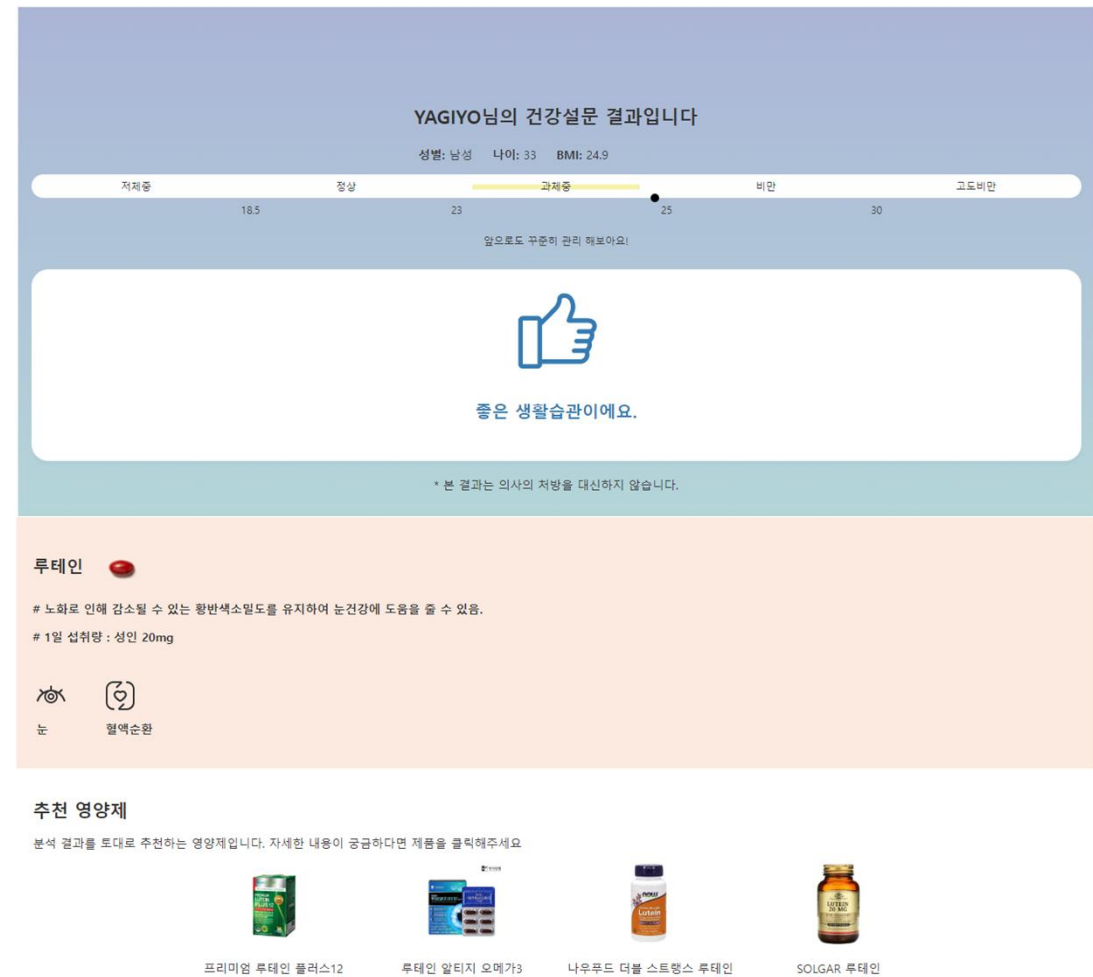 YAGIYO님의 건강설문 결과입니다
성별: 남성 나이: 33 BMI: 24.9
저체중 정상 과체중 비만 고도비만
18.5 23 25 30
앞으로도 꾸준히 관리 해보아요!
좋은 생활습관이에요.
* 본 결과는 의사의 처방을 대신하지 않습니다.
루테인
# 노화로 인해 감소될 수 있는 황반색소밀도를 유지하여 눈건강에 도움을 줄 수 있음.
# 1일 섭취량 : 성인 20mg
눈 혈액순환
추천 영양제
분석 결과를 토대로 추천하는 영양제입니다. 자세한 내용이 궁금하다면 제품을 클릭해주세요
now
Lutein
LUTEIN
20 MG
프리미엄 루테인 플러스12 루테인 알티지 오메가3 나우푸드 더블 스트랭스 루테인 SOLGAR 루테인